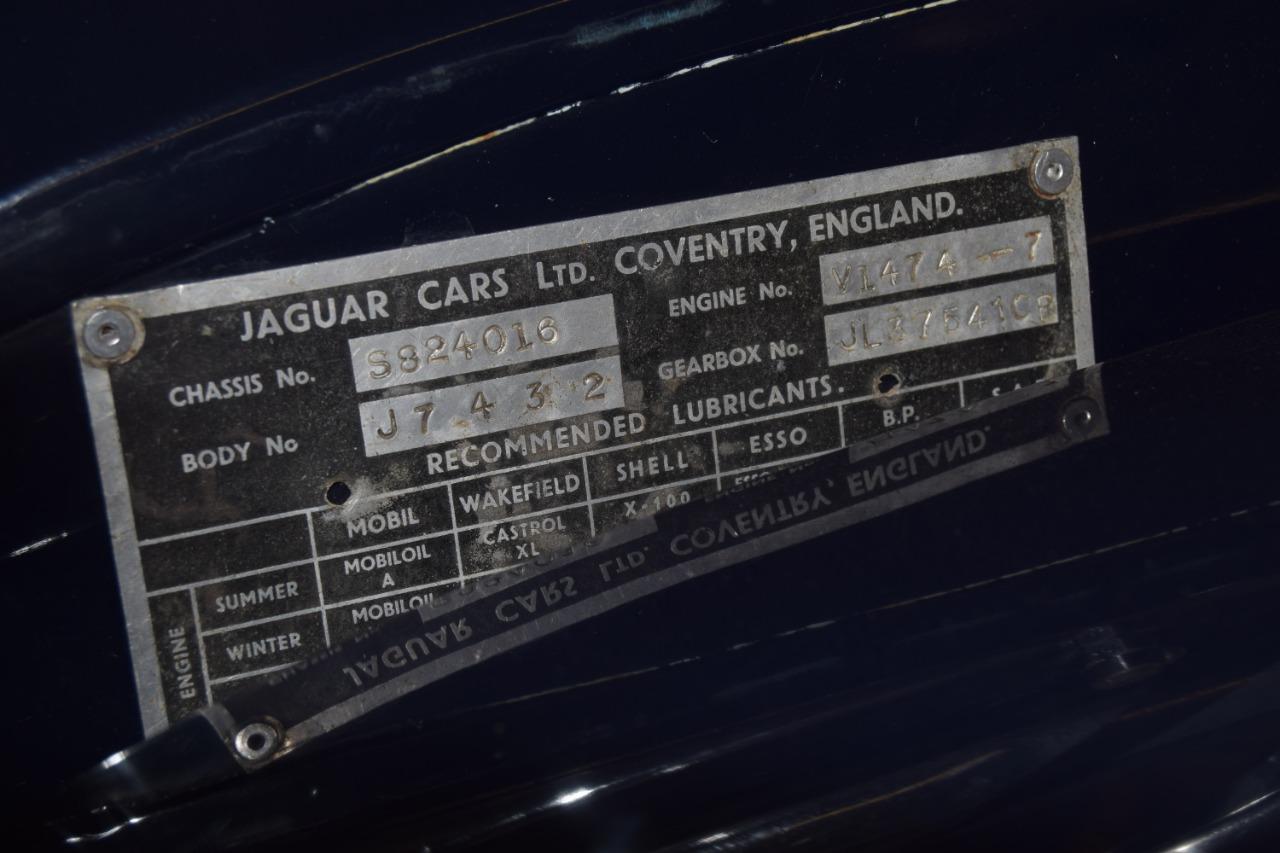 JAGUAR CARS LTD. COVENTRY, ENGLAND.
CHASSIS No. S824016
ENGINE No. V1474-7
BODY No J7432
GEARBOX No.
RECOMMENDED LUBRICANTS.
MOBIL WAKEFIELD SHELL ESSO B.P.
SUMMER MOBILOIL A CASTROL XL X-100
WINTER MOBILOIL
ENGINE
JAGUAR CARS LTD. COVENTRY, ENGLAND.